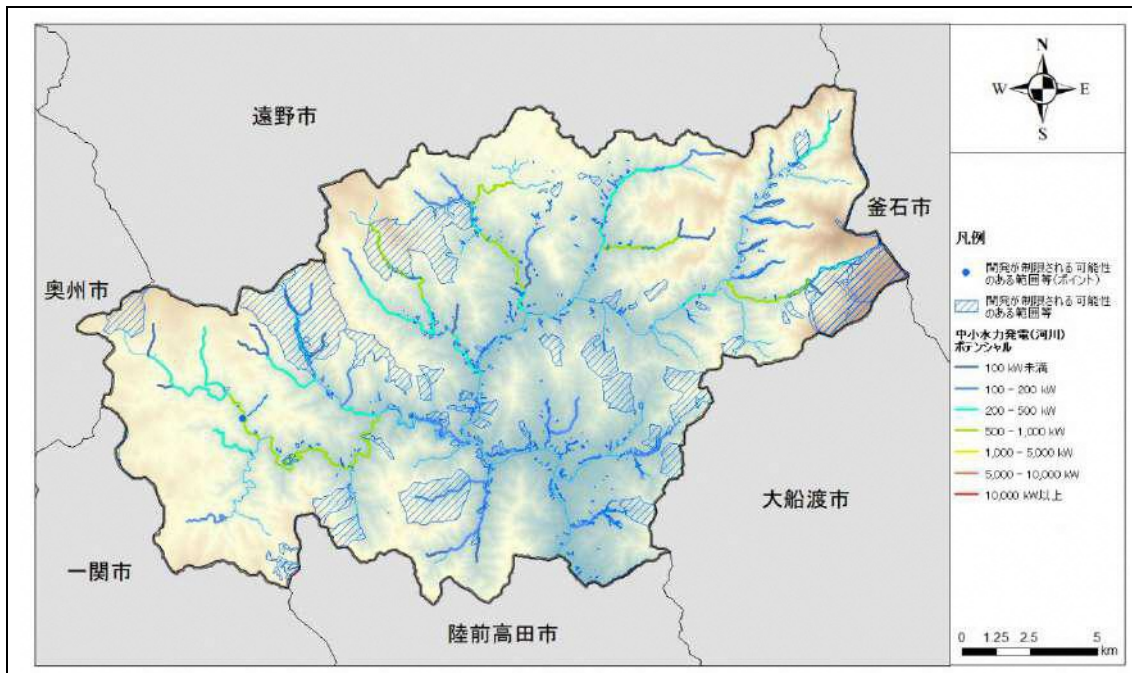 遠野市
釜石市
奥州市
大船渡市
一関市
陸前高田市
N
W E
S
凡例
開発が制限される可能性
のある範囲等(ポイント)
開発が制限される可能性
のある範囲等
中小水力発電(河川)
ポテンシャル
100 kW未満
100 - 200 kW
200 - 500 kW
500 - 1,000 kW
1,000 - 5,000 kW
5,000 - 10,000 kW
10,000 kW以上
0 1.25 2.5 5
km